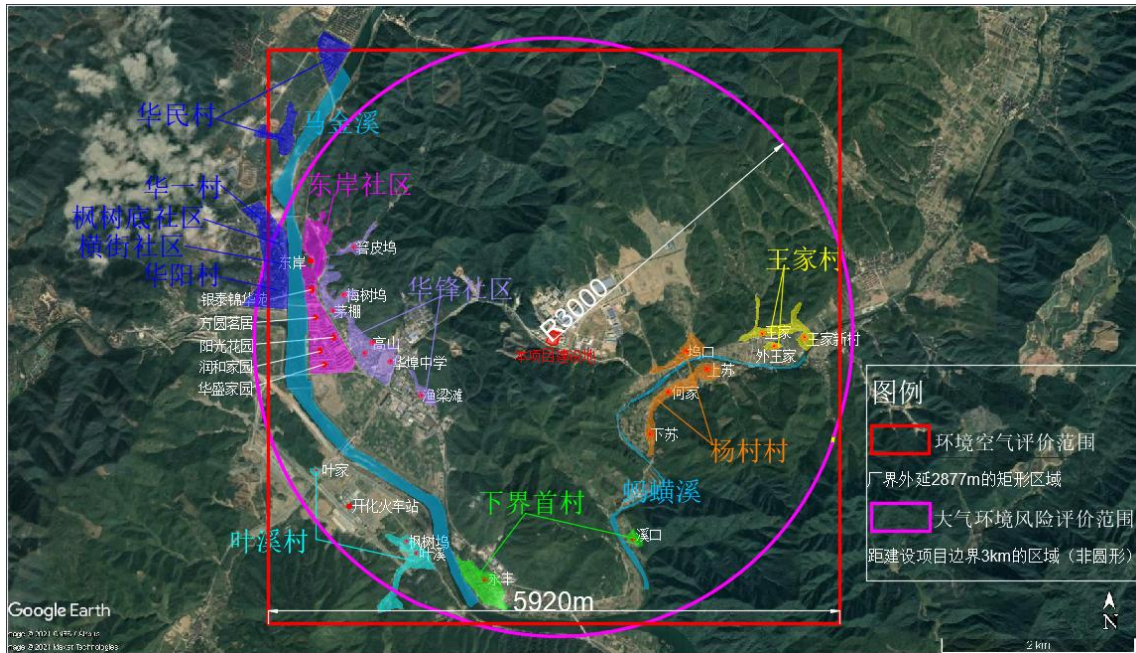 华民村
马金溪
东岸社区
华一村
枫树底社区
横街社区
华阳村
东岸
箬皮坞
王家村
梅树坞
华锋社区
茅棚
方圆茗居
阳光花园
润和家园
华盛家园
高山
华埠中学
渔梁滩
R3000
王家
外王家
王家新村
坞口
上苏
何家
下苏
杨村村
图例
环境空气评价范围
厂界外延2877m的矩形区域
大气环境风险评价范围
距建设项目边界3km的区域（非圆形）
叶家
开化火车站
下界首村
蚂蟥溪
叶溪村
枫树坞
叶溪
溪口
永丰
5920m
Google Earth
N
2 km